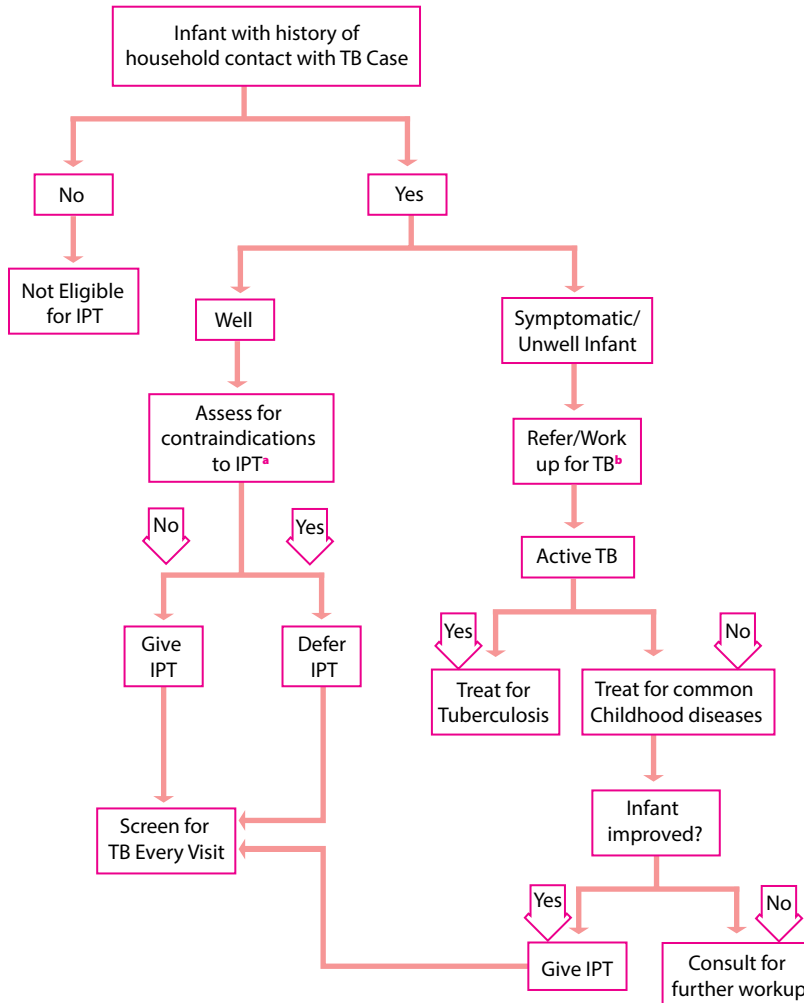 Infant with history of
household contact with TB Case
No
Yes
Not Eligible
for IPT
Well
Symptomatic/
Unwell Infant
Assess for
contraindications
to IPTa
Refer/Work
up for TBb
No
Yes
Active TB
Give
IPT
Defer
IPT
Yes
No
Treat for
Tuberculosis
Treat for common
Childhood diseases
Screen for
TB Every Visit
Infant
improved?
Yes
No
Give IPT
Consult for
further workup